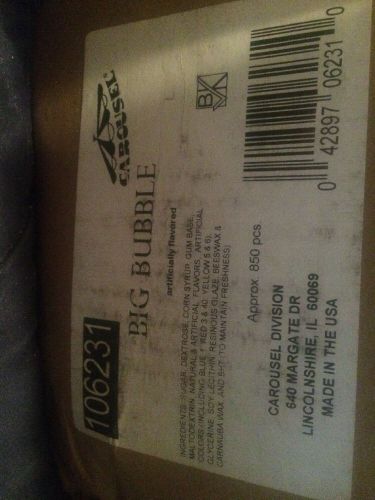 106231
CAROUSEL
BIG BUBBLE
artificially flavored
INGREDIENTS: SUGAR, DEXTROSE, CORN SYRUP, GUM BASE,
MALTODEXTRIN, NATURAL & ARTIFICIAL FLAVORS, ARTIFICIAL
COLORS (INCLUDING BLUE 1, RED 3 & 40, YELLOW 5 & 6),
GLYCERINE, SOY LECITHIN, RESINOUS GLAZE, BEESWAX &
CARNAUBA WAX, AND BHT TO MAINTAIN FRESHNESS)
Approx. 850 pcs
CAROUSEL DIVISION
640 MARGATE DR
LINCOLNSHIRE, IL 60069
MADE IN THE USA
0 42897 06231 0